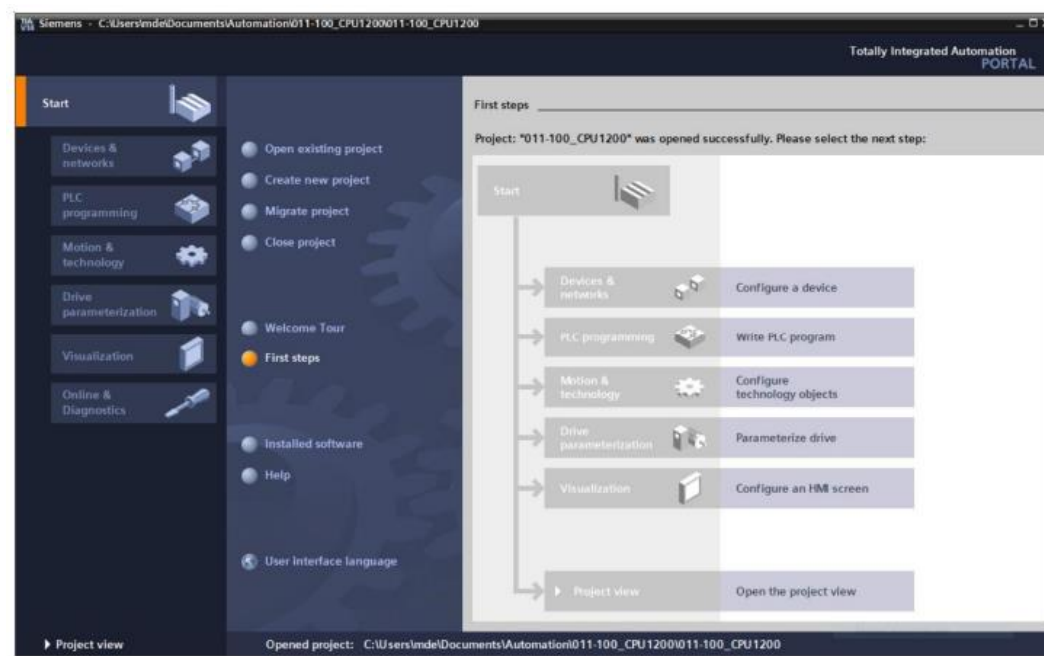 Siemens - C:\Users\mde\Documents\Automation\011-100_CPU1200\011-100_CPU1200
Totally Integrated Automation
PORTAL
Start
Devices &
networks
PLC
programming
Motion &
technology
Drive
parameterization
Visualization
Online &
Diagnostics
Project view
Open existing project
Create new project
Migrate project
Close project
Welcome Tour
First steps
Installed software
Help
User interface language
First steps
Project: "011-100_CPU1200" was opened successfully. Please select the next step:
Start
Devices &
networks
Configure a device
PLC programming
Write PLC program
Motion &
technology
Configure
technology objects
Drive
parameterization
Parameterize drive
Visualization
Configure an HMI screen
Project view
Open the project view
Opened project: C:\Users\mde\Documents\Automation\011-100_CPU1200\011-100_CPU1200